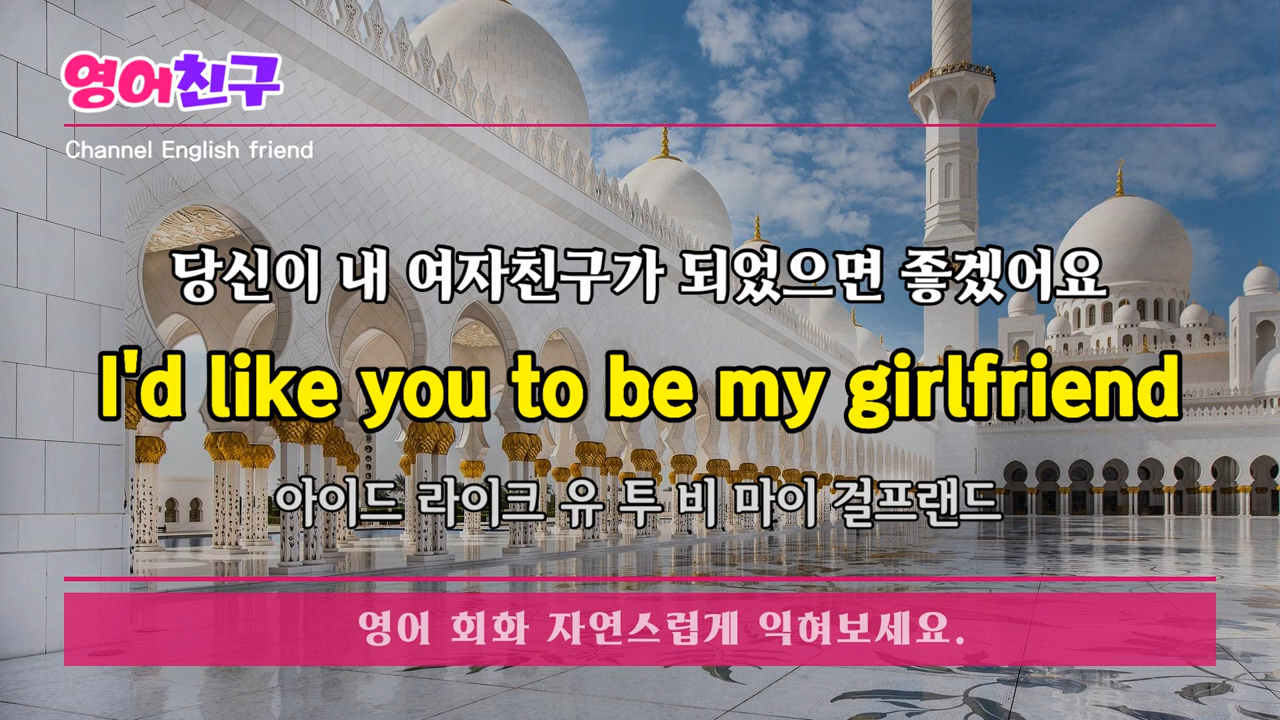 영어친구
Channel English friend
당신이 내 여자친구가 되었으면 좋겠어요
I'd like you to be my girlfriend
아이드 라이크 유 투 비 마이 걸프랜드
영어 회화 자연스럽게 익혀보세요.